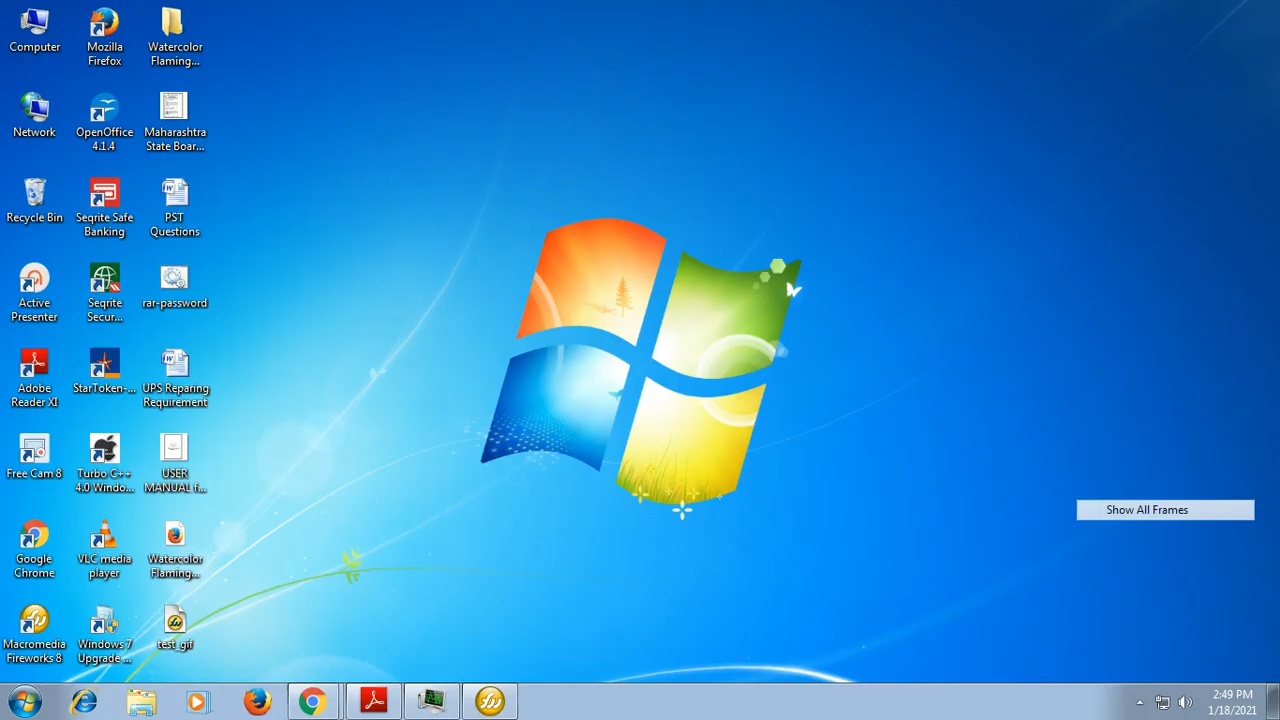 Computer
Mozilla
Firefox
Watercolor
Flaming...
Network
OpenOffice
4.1.4
Maharashtra
State Boar...
Recycle Bin
Seqrite Safe
Banking
PST
Questions
Active
Presenter
Seqrite
Secur...
rar-password
Adobe
Reader XI
StarToken-...
UPS Reparing
Requirement
Free Cam 8
Turbo C++
4.0 Windo...
USER
MANUAL f...
Google
Chrome
VLC media
player
Watercolor
Flaming...
Macromedia
Fireworks 8
Windows 7
Upgrade ...
test_gif
Show All Frames
2:49 PM
1/18/2021